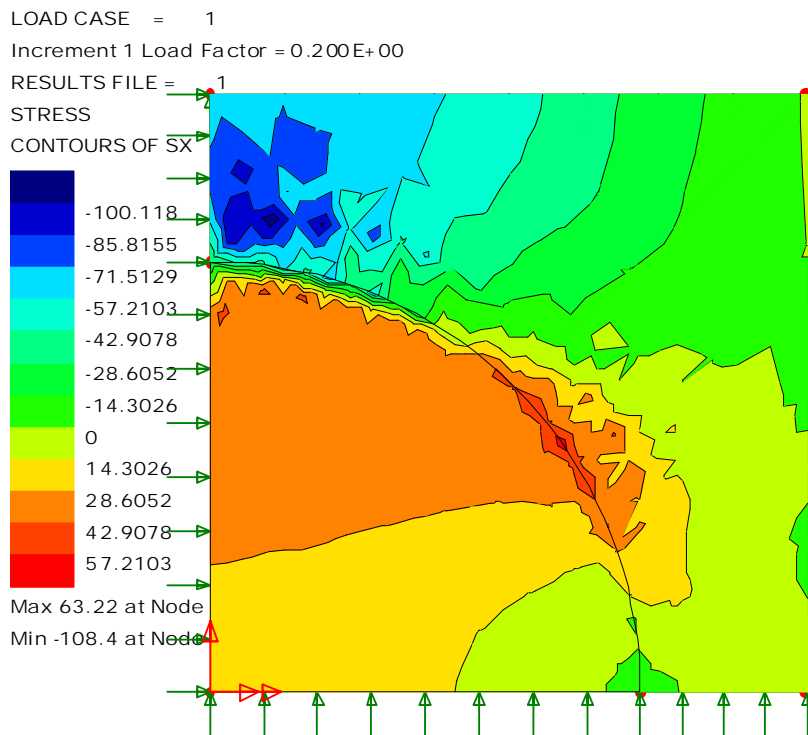 LOAD CASE = 1
Increment 1 Load Factor = 0.200E+00
RESULTS FILE = 1
STRESS
CONTOURS OF SX
-100.118
-85.8155
-71.5129
-57.2103
-42.9078
-28.6052
-14.3026
0
14.3026
28.6052
42.9078
57.2103
Max 63.22 at Node
Min -108.4 at Node